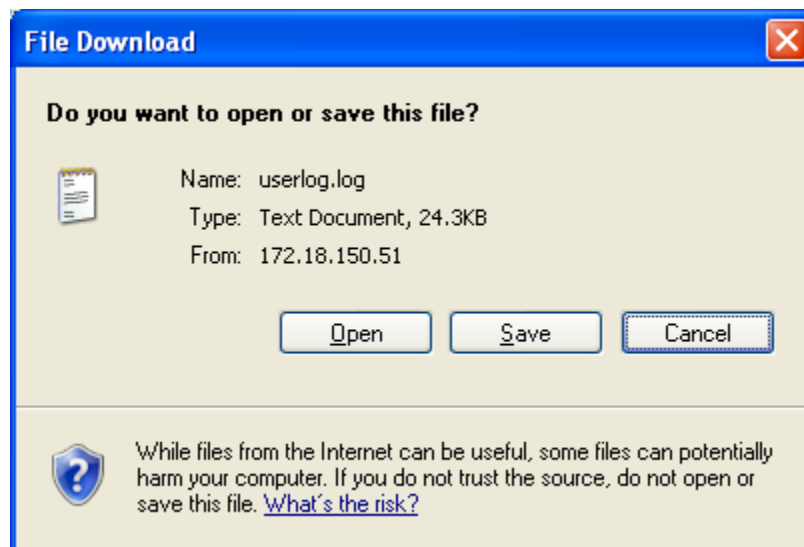 File Download
Do you want to open or save this file?
Name: userlog.log
Type: Text Document, 24.3KB
From: 172.18.150.51
Open Save Cancel
While files from the Internet can be useful, some files can potentially
harm your computer. If you do not trust the source, do not open or
save this file. What's the risk?